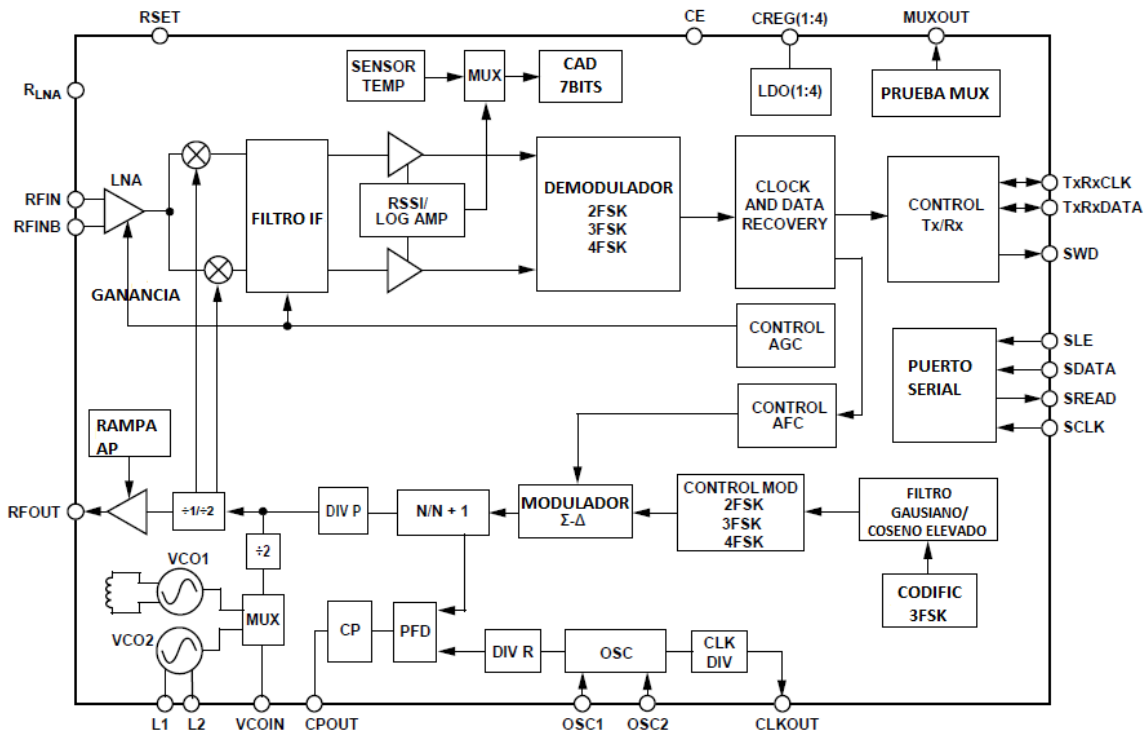 RSET
CE
CREG(1:4)
MUXOUT
SENSOR
TEMP
MUX
CAD
7BITS
LDO(1:4)
PRUEBA MUX
RLNA
LNA
RFIN
RFINB
FILTRO IF
RSSI/
LOG AMP
DEMODULADOR
2FSK
3FSK
4FSK
CLOCK
AND DATA
RECOVERY
CONTROL
Tx/Rx
TxRxCLK
TxRxDATA
SWD
GANANCIA
CONTROL
AGC
SLE
SDATA
SREAD
SCLK
PUERTO
SERIAL
CONTROL
AFC
RAMPA
AP
RFOUT
÷1/÷2
DIV P
N/N + 1
MODULADOR
Σ-Δ
CONTROL MOD
2FSK
3FSK
4FSK
FILTRO
GAUSIANO/
COSENO ELEVADO
÷2
VCO1
MUX
VCO2
CP
PFD
DIV R
OSC
CLK
DIV
CODIFIC
3FSK
L1
L2
VCOIN
CPOUT
OSC1
OSC2
CLKOUT